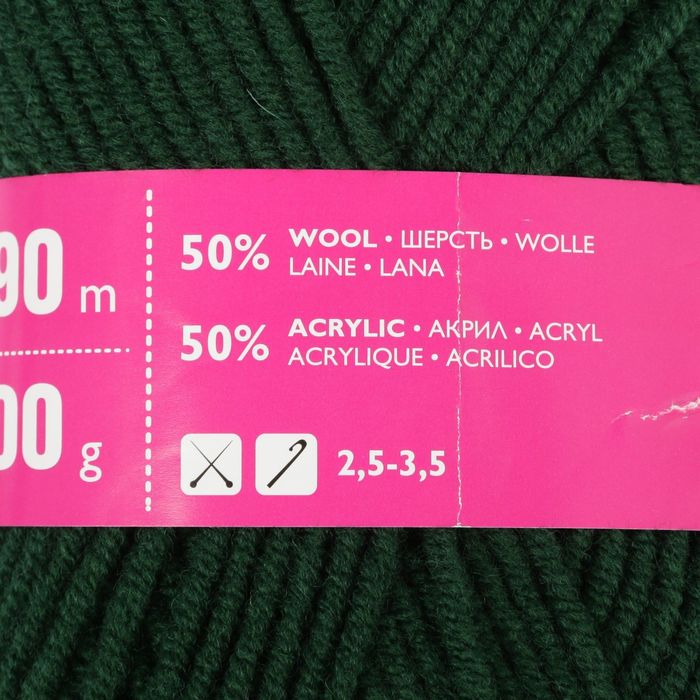 90 m
00 g
50% WOOL • ШЕРСТЬ • WOLLE
LAINE • LANA
50% ACRYLIC • АКРИЛ • ACRYL
ACRYLIQUE • ACRILICO
2,5-3,5